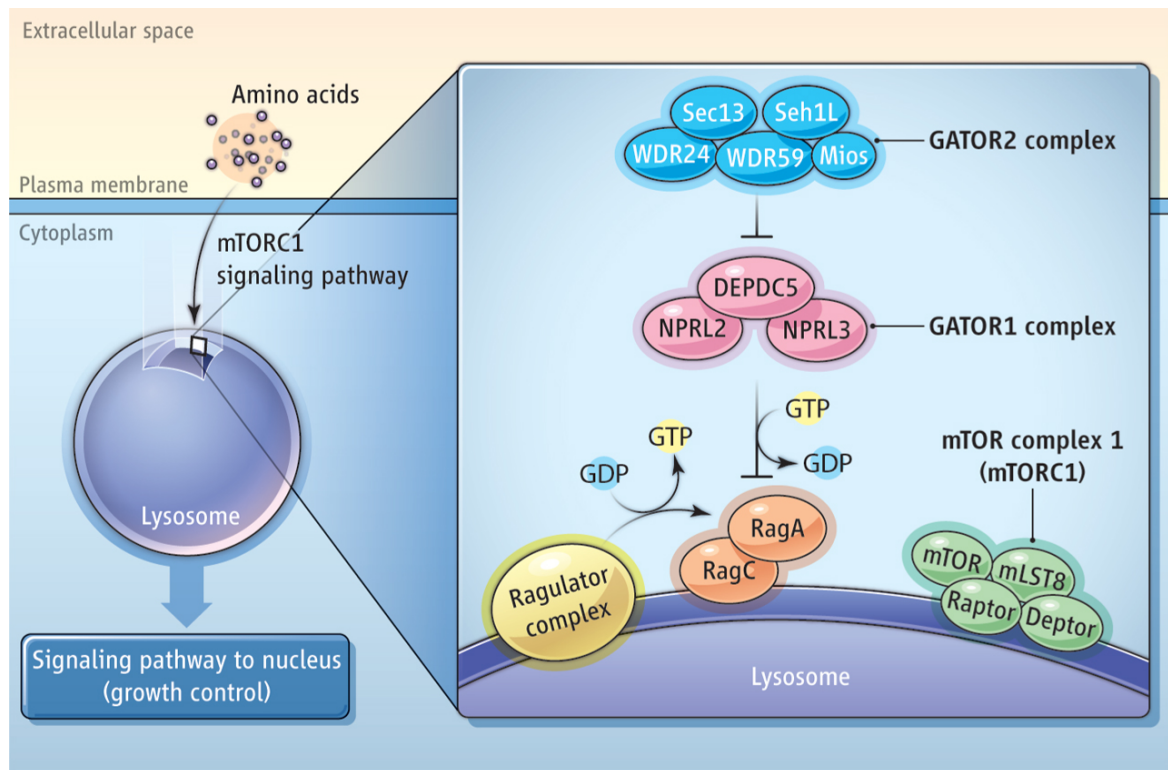 Extracellular space
Amino acids
Plasma membrane
Cytoplasm
mTORC1
signaling pathway
Lysosome
Signaling pathway to nucleus
(growth control)
Sec13
Seh1L
WDR24
WDR59
Mios
GATOR2 complex
DEPDC5
NPRL2
NPRL3
GATOR1 complex
GTP
GDP
GTP
GDP
mTOR complex 1
(mTORC1)
RagA
RagC
Ragulator
complex
mTOR
mLST8
Raptor
Deptor
Lysosome